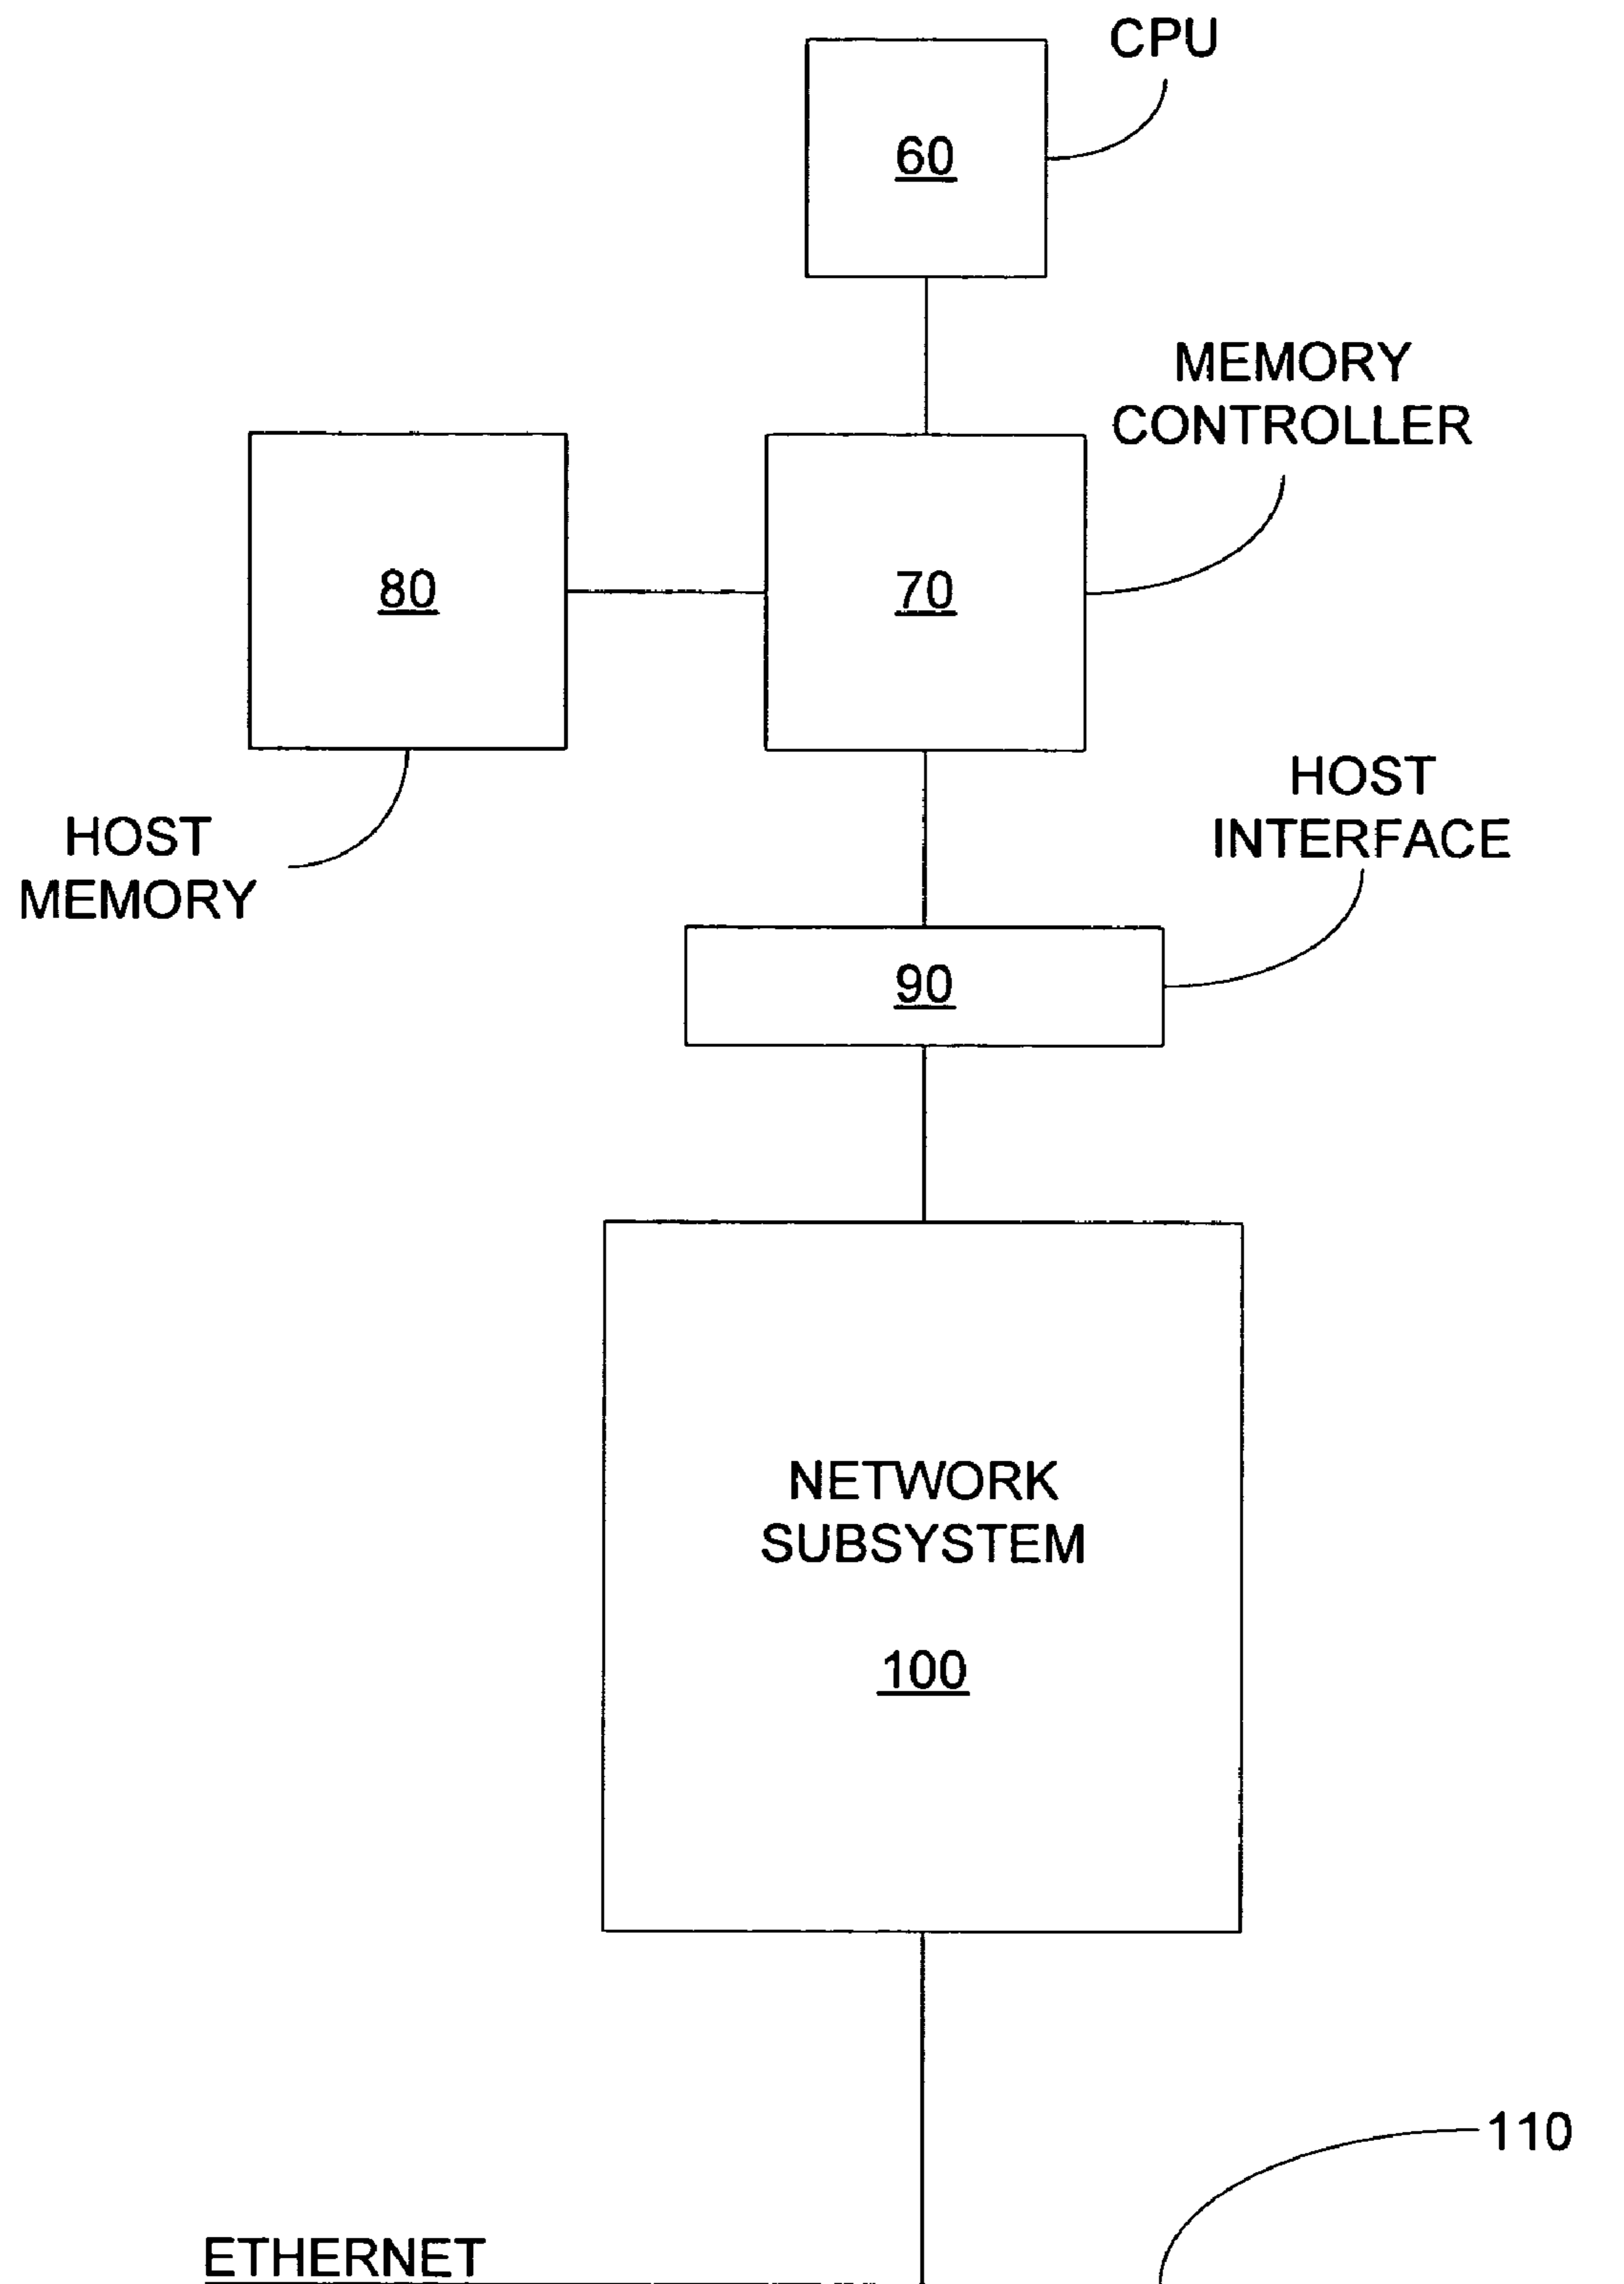 CPU
60
MEMORY
CONTROLLER
80
70
HOST
INTERFACE
HOST
MEMORY
90
NETWORK
SUBSYSTEM
100
110
ETHERNET